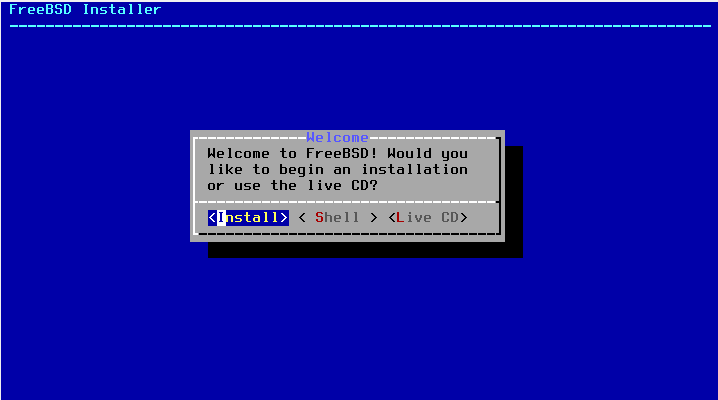 FreeBSD Installer
Welcome
Welcome to FreeBSD! Would you
like to begin an installation
or use the live CD?
<Install> < Shell > <Live CD>